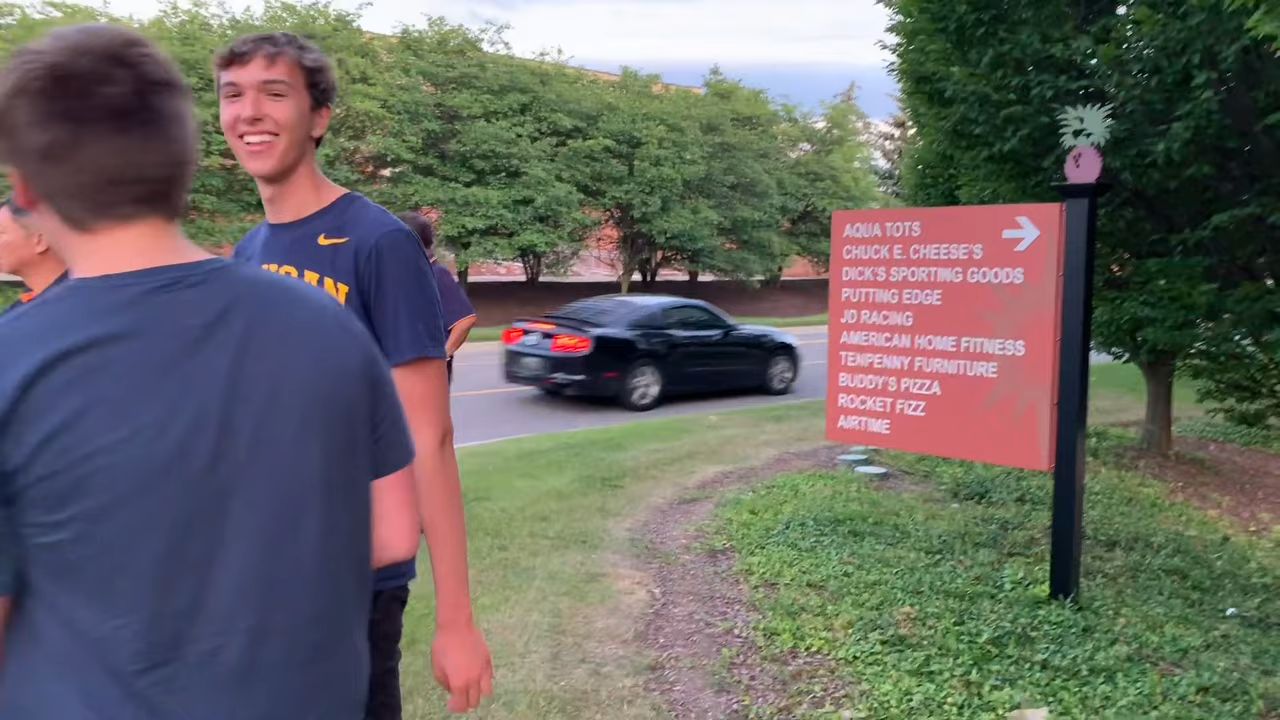 AQUA TOTS
CHUCK E. CHEESE'S
DICK'S SPORTING GOODS
PUTTING EDGE
JD RACING
AMERICAN HOME FITNESS
TENPENNY FURNITURE
BUDDY'S PIZZA
ROCKET FIZZ
AIRTIME